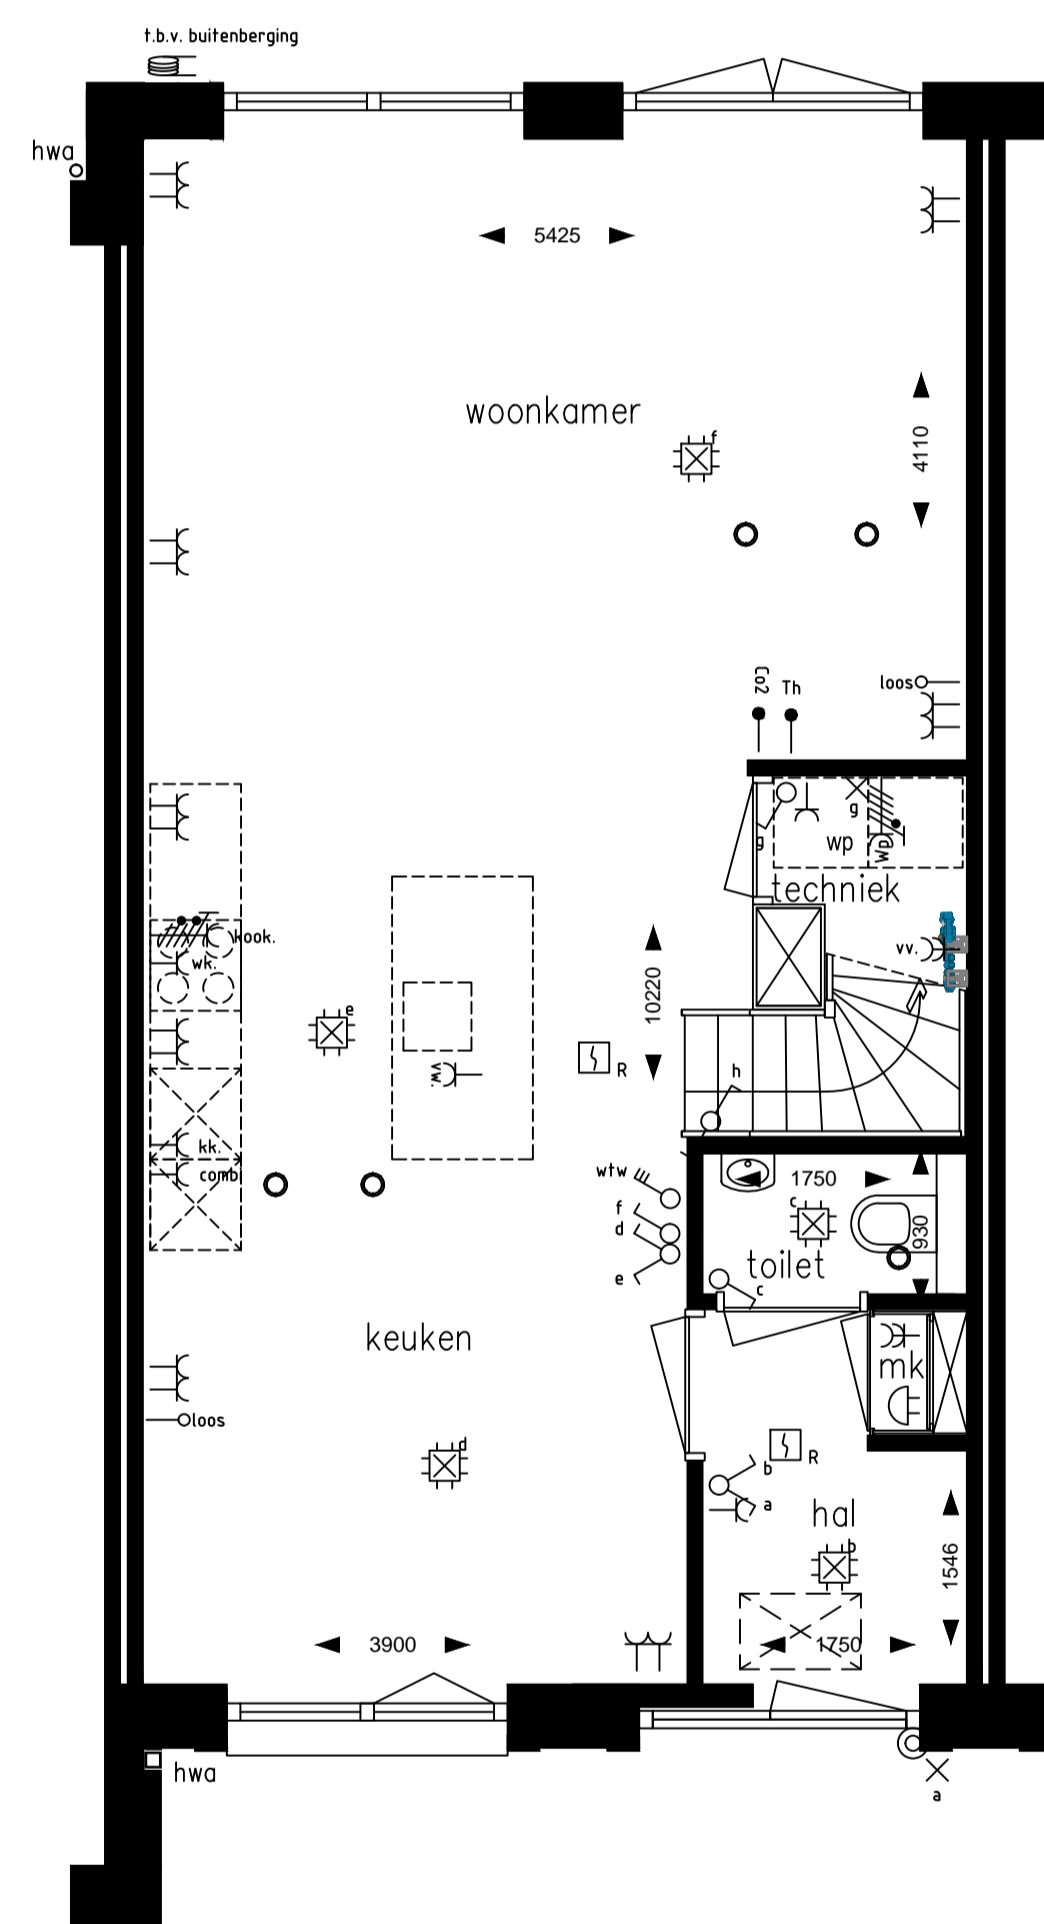 t.b.v. buitenberging
hwa
5425
woonkamer
f
4110
Co2
Th
loos
g
g
wp
Wp
techniek
kook.
wk.
vv.
10220
e
vw.
R
h
kk.
comb
wtw
f
d
e
1750
c
930
toilet
c
keuken
mk
loos
d
R
b
a
hal
b
1546
3900
1750
hwa
a